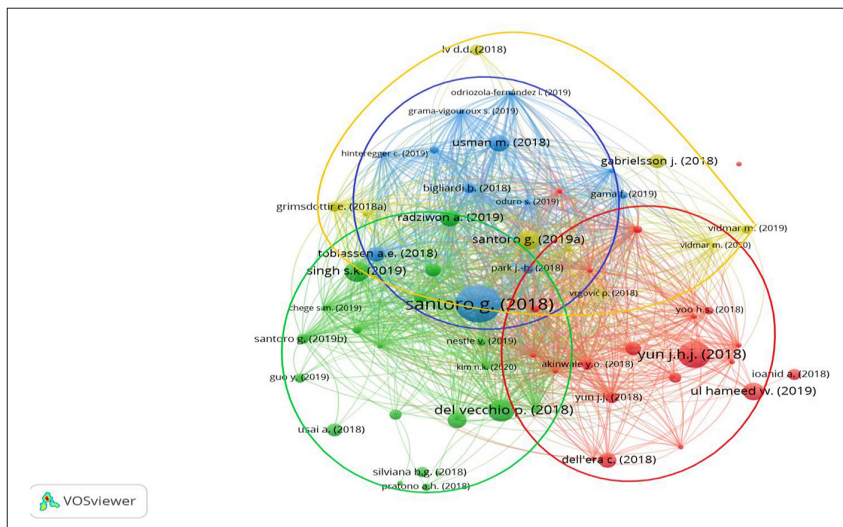 lv d.d. (2018)
odriozola-fernández i. (2019)
grama-vigouroux s. (2019)
usman m. (2018)
hinteregger c. (2019)
gabrielsson j. (2018)
bigliardi b. (2018)
gama f. (2019)
oduro s. (2019)
grimsdottir e. (2018a)
radziwon a. (2019)
vidmar m. (2019)
santoro g. (2019a)
vidmar m. (2020)
tobiassen a.e. (2018)
singh s.k. (2019)
park j.-h. (2018)
vrgović p. (2018)
santoro g. (2018)
chege s.m. (2019)
yoo h.s. (2018)
santoro g. (2019b)
nestle v. (2019)
yun j.h.j. (2018)
kim n.k. (2020)
akinwale y.o. (2018)
guo y. (2019)
ioanid a. (2018)
ul hameed w. (2019)
yun j.j. (2018)
del vecchio p. (2018)
usai a. (2018)
dell'era c. (2018)
silviana b.g. (2018)
pratono a.h. (2018)
VOSviewer